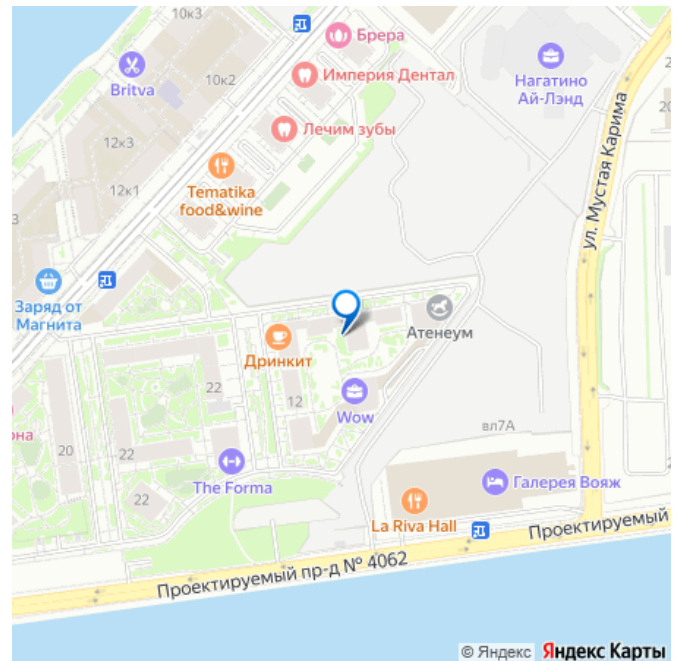 10к3
Брера
10к2
Империя Дентал
Britva
Нагатино
Ай-Лэнд
ул. Мустая Карима
12к3
Лечим зубы
12к1
Tematika
food&wine
3
Заряд от
Магнита
Атенеум
Дринкит
22
12
Wow
она
20
22
вл7А
22
The Forma
Галерея Вояж
La Riva Hall
Проектируемый
Проектируемый пр-д № 4062
© Яндекс Яндекс Карты